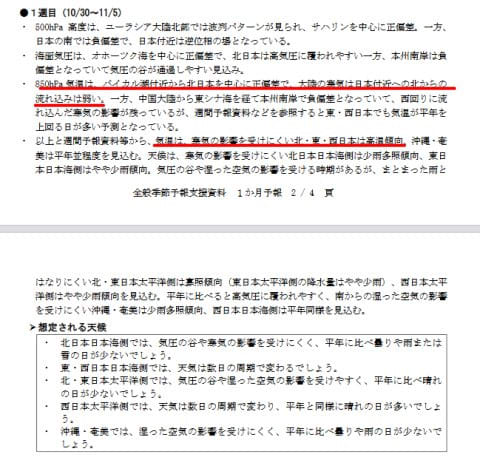 ●１週目（10/30～11/5）
・ 500hPa 高度は、ユーラシア大陸北部では波列パターンが見られ、サハリンを中心に正偏差。一方、
日本の南では負偏差で、日本付近は逆位相の場となっている。
・ 海面気圧は、オホーツク海を中心に正偏差で、北日本は高気圧に覆われやすい一方、本州南岸は負
偏差となっていて気圧の谷が通過しやすい見込み。
・ 850hPa 気温は、バイカル湖付近から北日本を中心に正偏差で、大陸の寒気は日本付近への北からの
流れ込みは弱い。一方、中国大陸から東シナ海を経て本州南岸で負偏差となっていて、西回りに流
れ込んだ寒気の影響が残っているが、週間予報資料などを参照すると東・西日本でも気温が平年を
上回る日が多い予測となっている。
・ 以上と週間予報資料等から、気温は、寒気の影響を受けにくい北・東・西日本は高温傾向、沖縄・奄
美は平年並程度を見込む。天候は、寒気の影響を受けにくい北日本日本海側は少雨多照傾向、東日
本日本海側はやや少雨傾向。気圧の谷や湿った空気の影響を受ける時期があるが、まとまった雨と
全般季節予報支援資料　１か月予報　2 / 4　頁
はなりにくい北・東日本太平洋側は寡照傾向（東日本太平洋側の降水量はやや少雨）、西日本太平
洋側はやや少雨傾向を見込む。平年に比べると高気圧に覆われやすく、南からの湿った空気の影響
を受けにくい沖縄・奄美は少雨多照傾向、西日本日本海側は平年同様を見込む。
➤想定される天候
・ 北日本日本海側では、気圧の谷や寒気の影響を受けにくく、平年に比べ曇りや雨または
雪の日が少ないでしょう。
・ 東・西日本日本海側では、天気は数日の周期で変わるでしょう。
・ 北・東日本太平洋側では、気圧の谷や湿った空気の影響を受けやすく、平年に比べ晴れ
の日が少ないでしょう。
・ 西日本太平洋側では、天気は数日の周期で変わり、平年と同様に晴れの日が多いでしょ
う。
・ 沖縄・奄美では、湿った空気の影響を受けにくく、平年に比べ曇りや雨の日が少ないで
しょう。